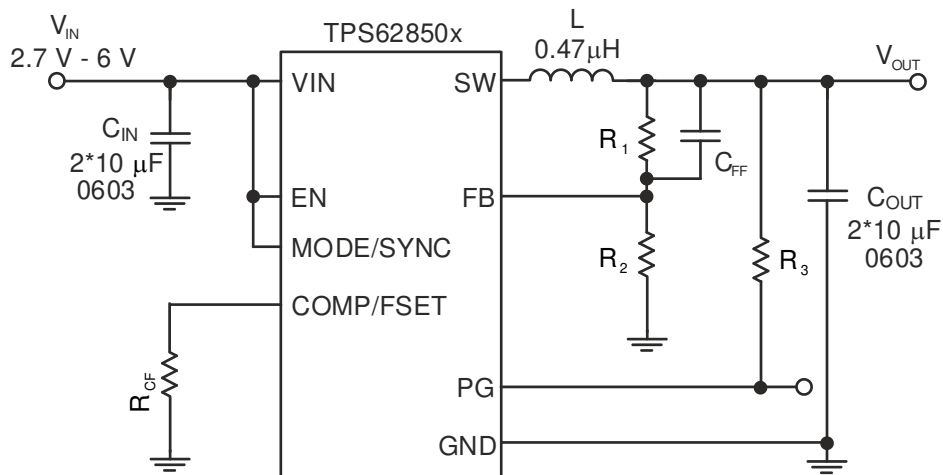 TPS62850x
V_IN
2.7 V - 6 V
L
0.47μH
V_OUT
VIN
SW
C_IN
2*10 μF
0603
R_1
C_FF
EN
FB
C_OUT
2*10 μF
0603
MODE/SYNC
R_2
R_3
COMP/FSET
R_CF
PG
GND